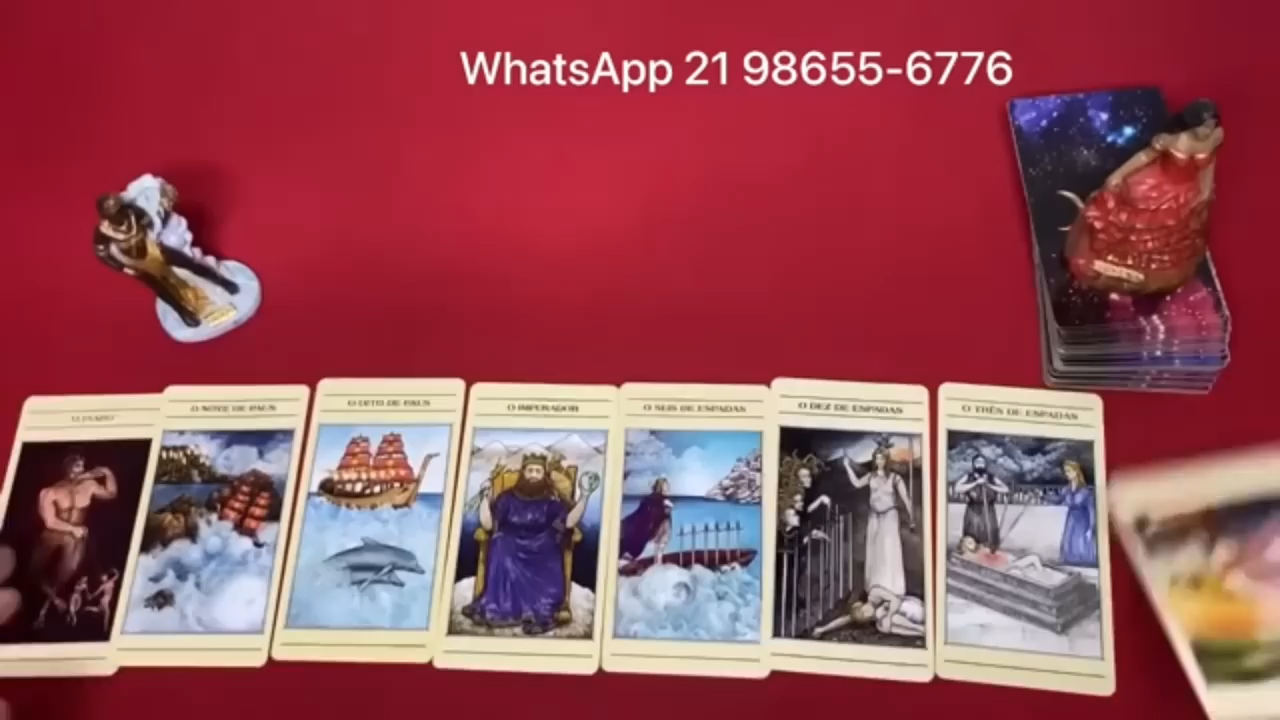 WhatsApp 21 98655-6776
O NOVE DE PAUS
O OITO DE PAUS
O IMPERADOR
O SEIS DE ESPADAS
O DEZ DE ESPADAS
O TRÊS DE ESPADAS